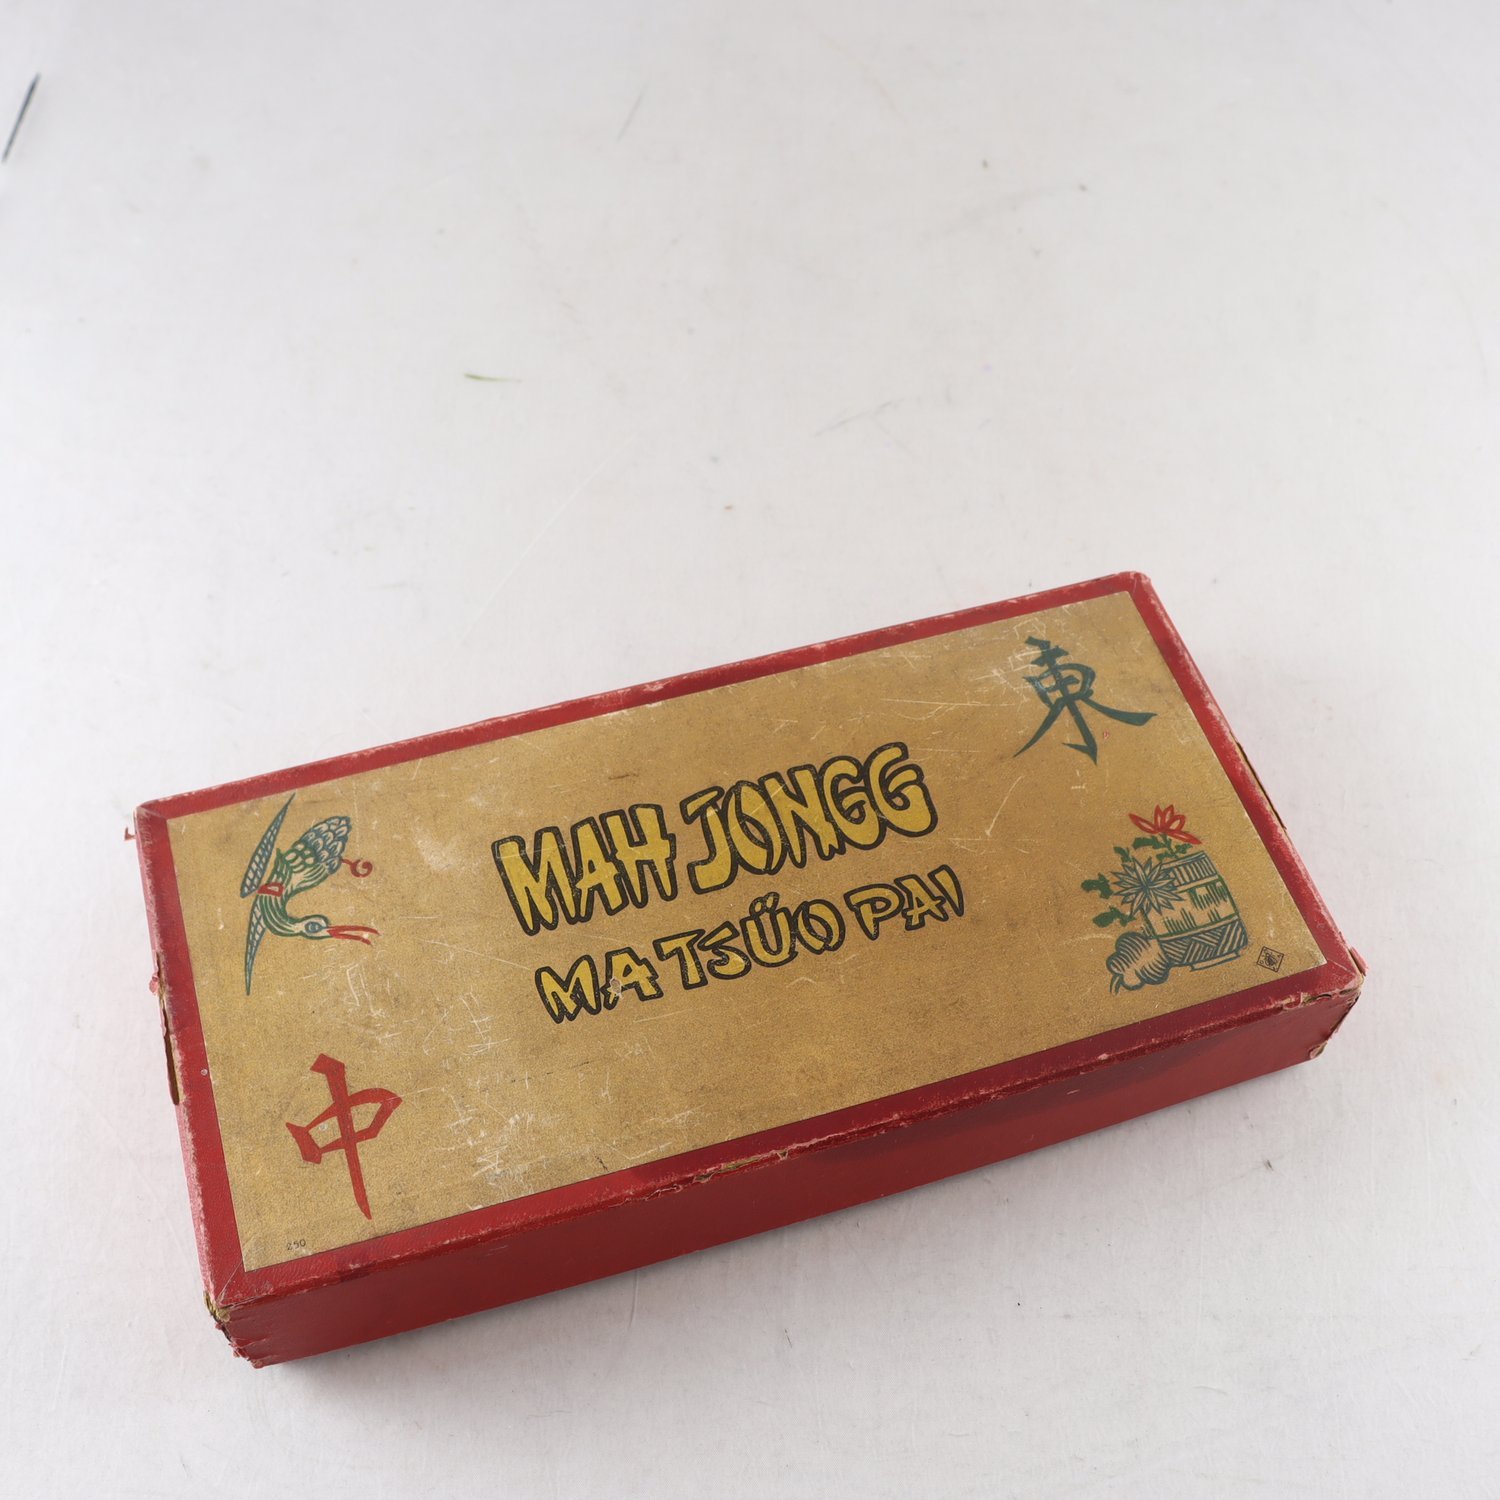 東
MAH JONGG
MA TSÜO PAI
中
250